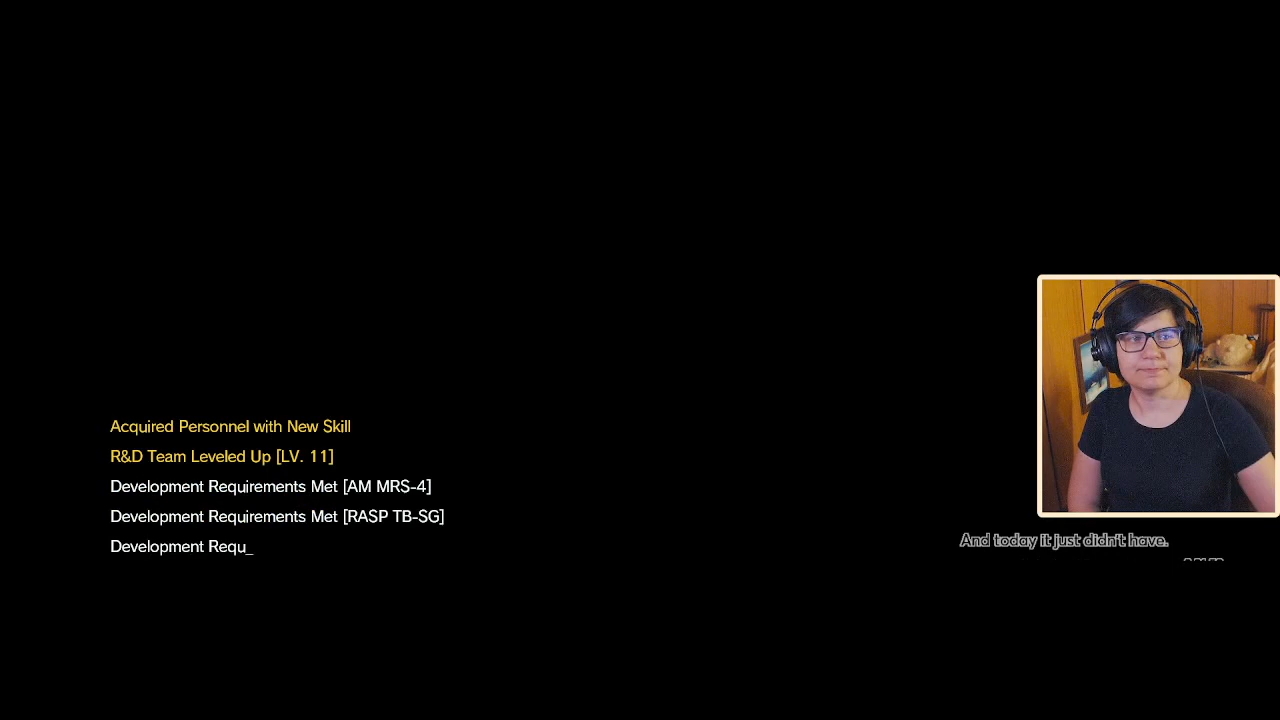 Acquired Personnel with New Skill
R&D Team Leveled Up [LV. 11]
Development Requirements Met [AM MRS-4]
Development Requirements Met [RASP TB-SG]
Development Requ_
And today it just didn't have.